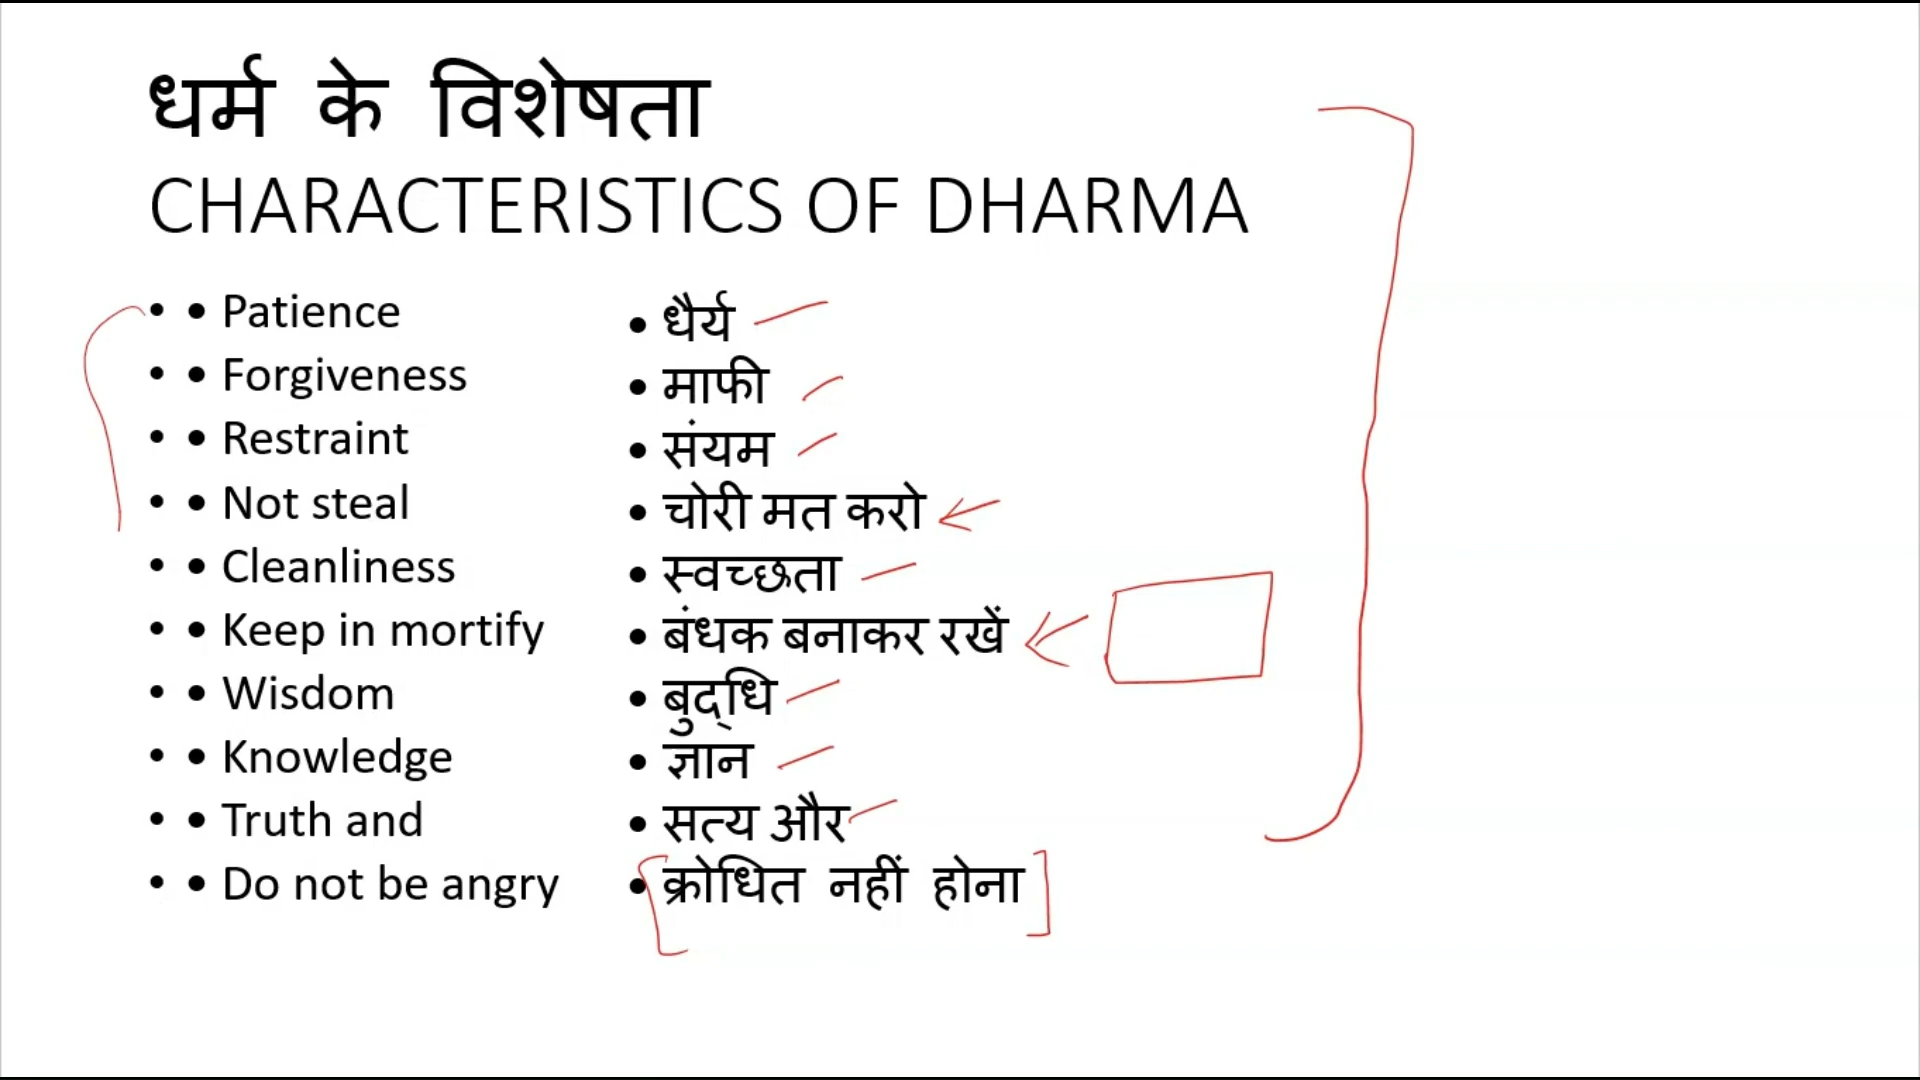 धर्म के विशेषता
CHARACTERISTICS OF DHARMA
• • Patience
• • Forgiveness
• • Restraint
• • Not steal
• • Cleanliness
• • Keep in mortify
• • Wisdom
• • Knowledge
• • Truth and
• • Do not be angry
• धैर्य
• माफी
• संयम
• चोरी मत करो
• स्वच्छता
• बंधक बनाकर रखें
• बुद्धि
• ज्ञान
• सत्य और
• क्रोधित नहीं होना